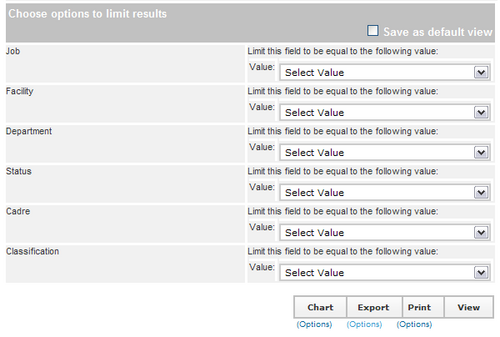 Choose options to limit results
Save as default view
Job
Limit this field to be equal to the following value:
Value: Select Value
Facility
Limit this field to be equal to the following value:
Value: Select Value
Department
Limit this field to be equal to the following value:
Value: Select Value
Status
Limit this field to be equal to the following value:
Value: Select Value
Cadre
Limit this field to be equal to the following value:
Value: Select Value
Classification
Limit this field to be equal to the following value:
Value: Select Value
Chart Export Print View
(Options) (Options) (Options)